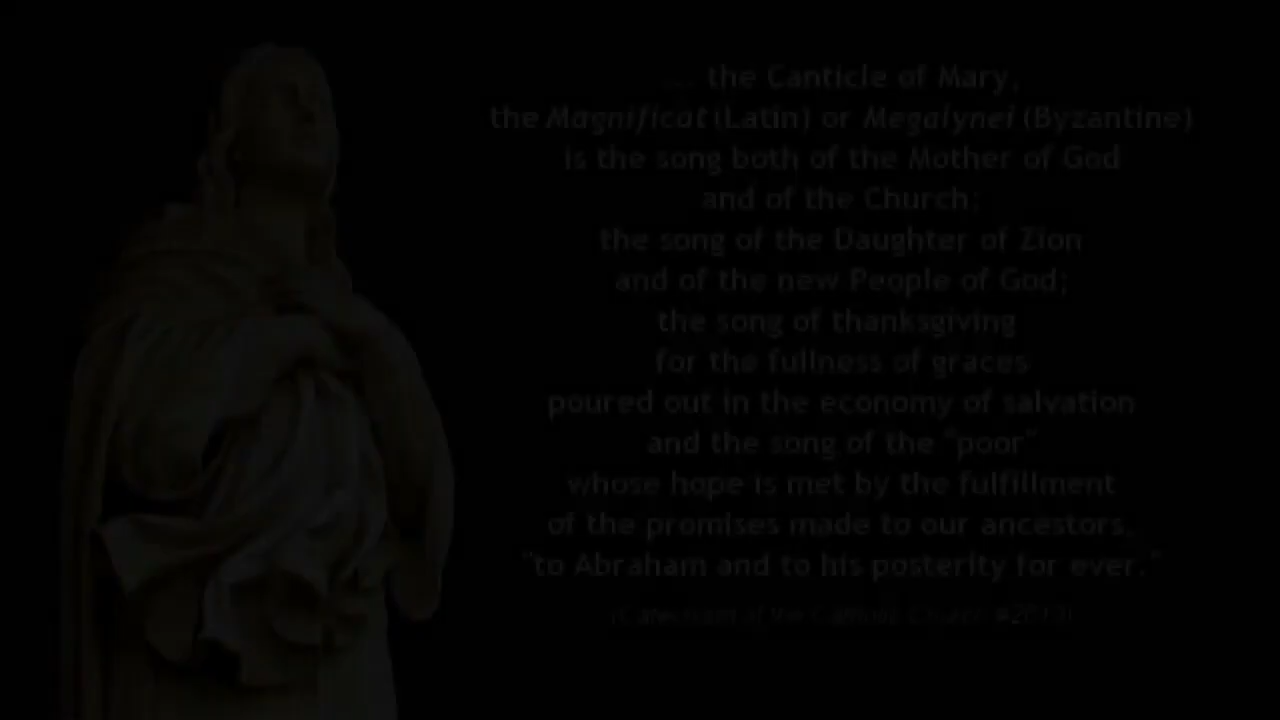 ... the Canticle of Mary,
the Magnificat (Latin) or Megalynei (Byzantine)
is the song both of the Mother of God
and of the Church;
the song of the Daughter of Zion
and of the new People of God;
the song of thanksgiving
for the fullness of graces
poured out in the economy of salvation
and the song of the "poor"
whose hope is met by the fulfillment
of the promises made to our ancestors,
"to Abraham and to his posterity for ever."
(Catechism of the Catholic Church